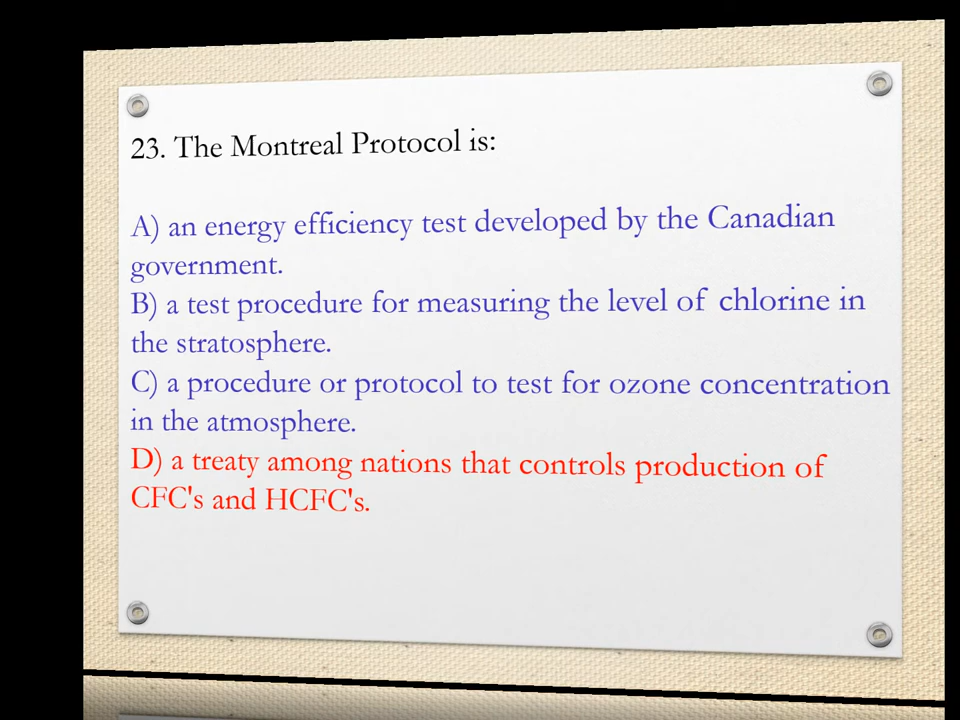 23. The Montreal Protocol is:
A) an energy efficiency test developed by the Canadian
government.
B) a test procedure for measuring the level of chlorine in
the stratosphere.
C) a procedure or protocol to test for ozone concentration
in the atmosphere.
D) a treaty among nations that controls production of
CFC's and HCFC's.